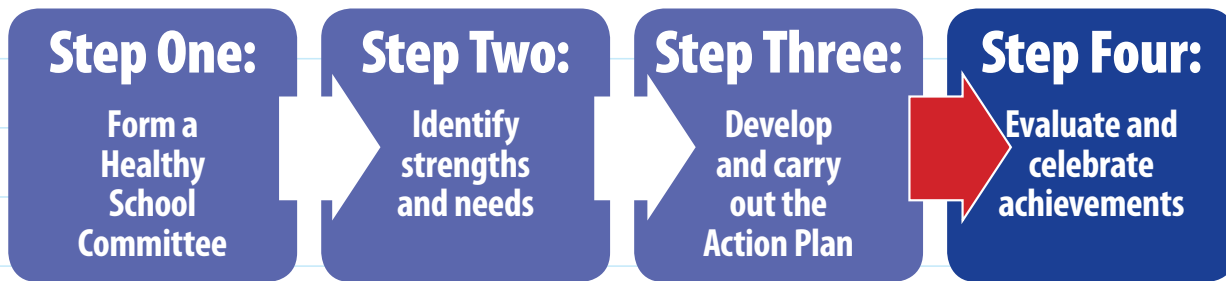 Step One:
Form a
Healthy
School
Committee
Step Two:
Identify
strengths
and needs
Step Three:
Develop
and carry
out the
Action Plan
Step Four:
Evaluate and
celebrate
achievements